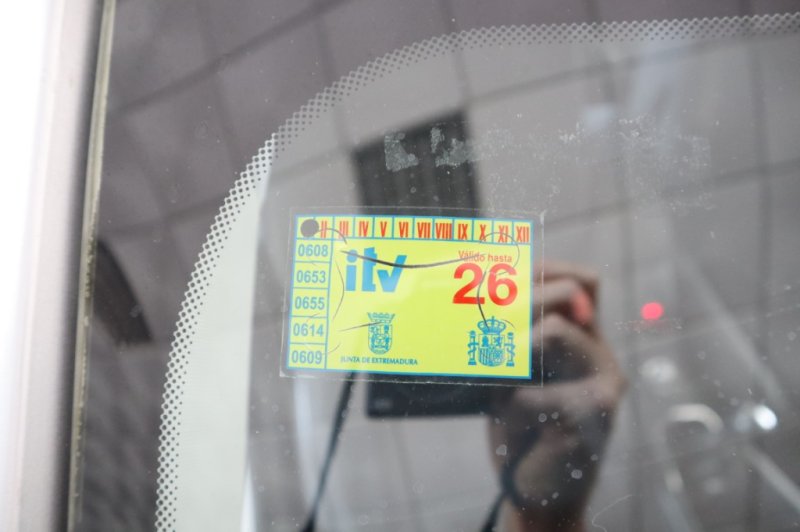 II III IV V VI VII VIII IX X XI XII
0608
0653
0655
0614
0609
itv
Válido hasta
26
JUNTA DE EXTREMADURA